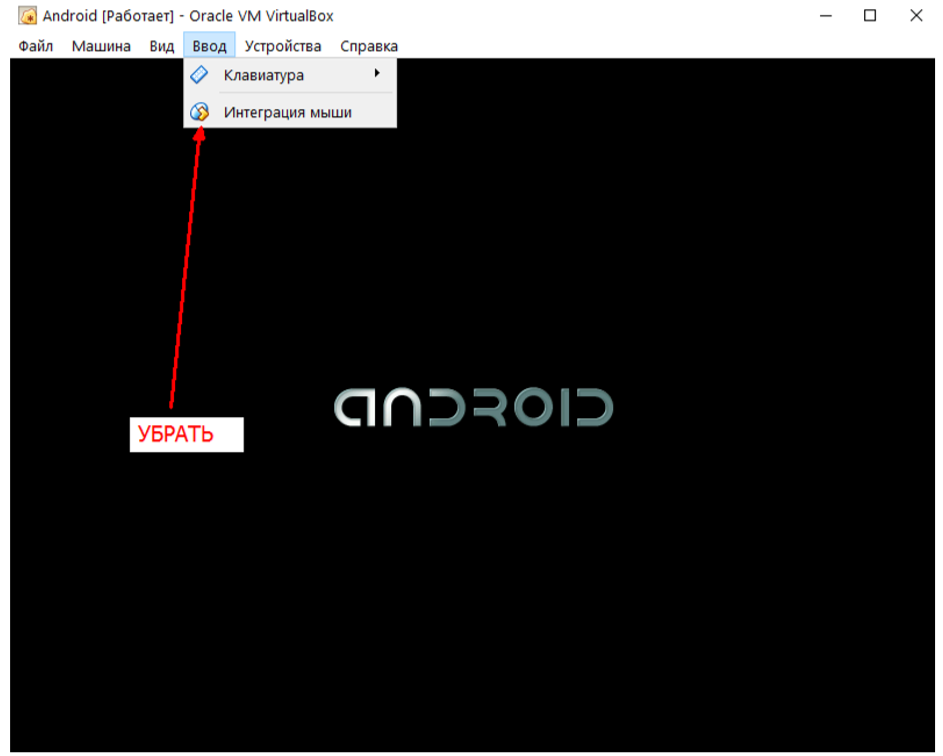 Android [Работает] - Oracle VM VirtualBox
Файл Машина Вид Ввод Устройства Справка
Клавиатура
Интеграция мыши
ANDROID
УБРАТЬ